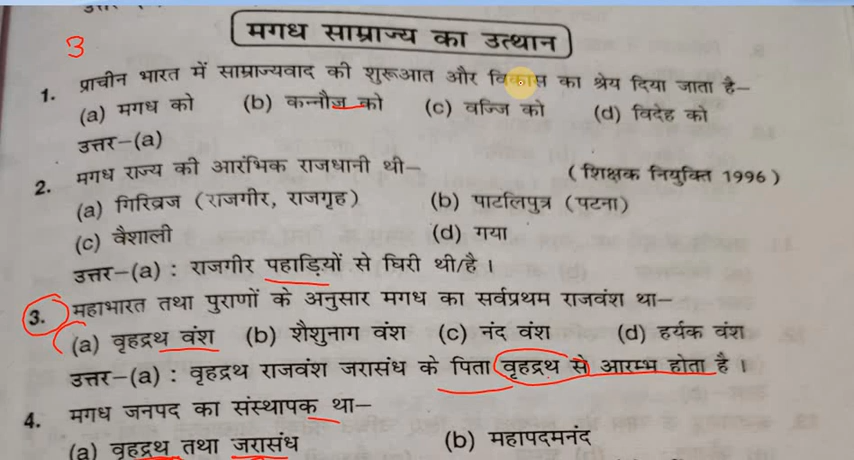 3
मगध साम्राज्य का उत्थान
1. प्राचीन भारत में साम्राज्यवाद की शुरूआत और विकास का श्रेय दिया जाता है–
(a) मगध को (b) कन्नौज को (c) वज्जि को (d) विदेह को
उत्तर–(a)
2. मगध राज्य की आरंभिक राजधानी थी– (शिक्षक नियुक्ति 1996)
(a) गिरिव्रज (राजगीर, राजगृह) (b) पाटलिपुत्र (पटना)
(c) वैशाली (d) गया
उत्तर–(a) : राजगीर पहाड़ियों से घिरी थी/है।
3. महाभारत तथा पुराणों के अनुसार मगध का सर्वप्रथम राजवंश था–
(a) वृहद्रथ वंश (b) शैशुनाग वंश (c) नंद वंश (d) हर्यक वंश
उत्तर–(a) : वृहद्रथ राजवंश जरासंध के पिता वृहद्रथ से आरम्भ होता है।
4. मगध जनपद का संस्थापक था–
(a) वृहद्रथ तथा जरासंध (b) महापदमनंद